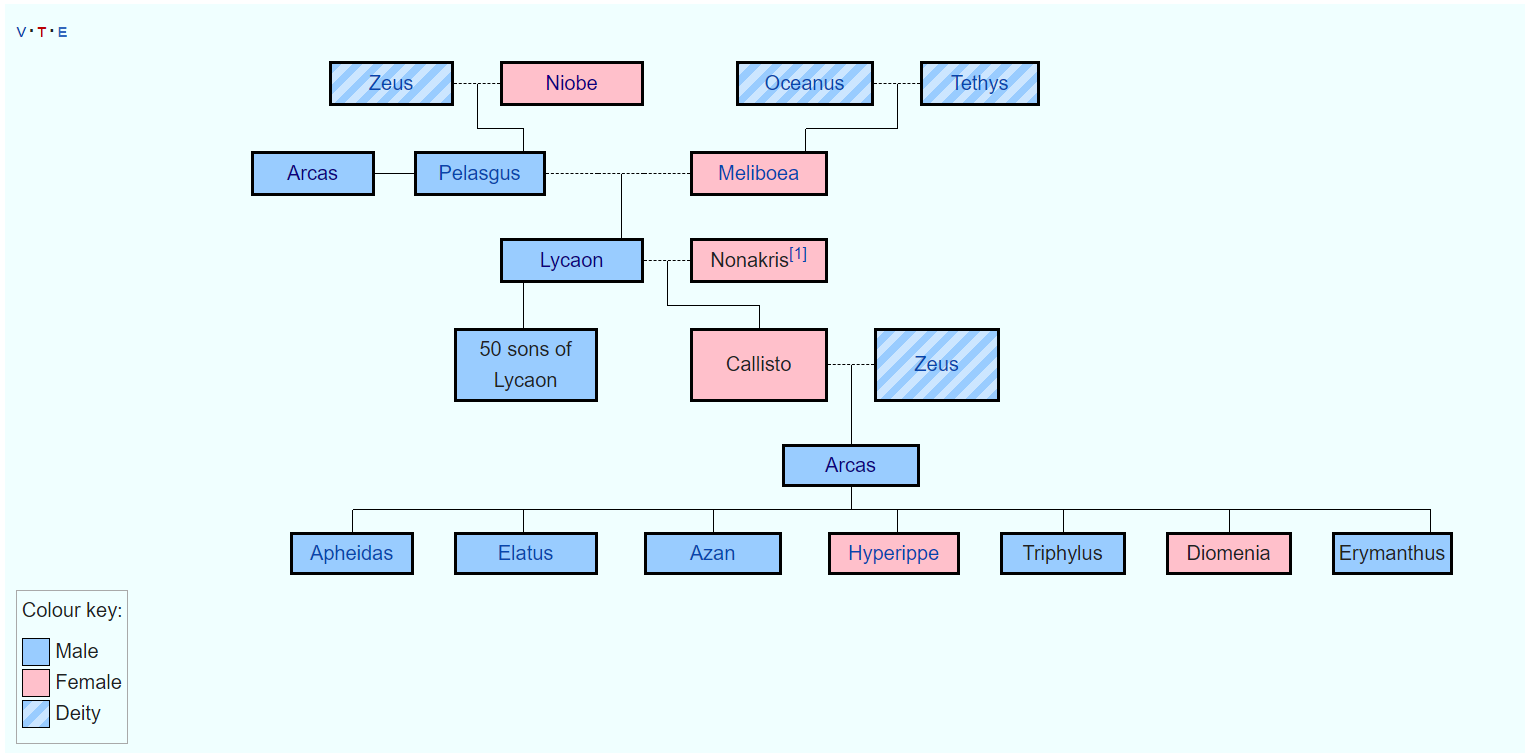 V·T·E
Zeus
Niobe
Oceanus
Tethys
Arcas
Pelasgus
Meliboea
Lycaon
Nonakris[1]
50 sons of
Lycaon
Callisto
Zeus
Arcas
Apheidas
Elatus
Azan
Hyperippe
Triphylus
Diomenia
Erymanthus
Colour key:
Male
Female
Deity